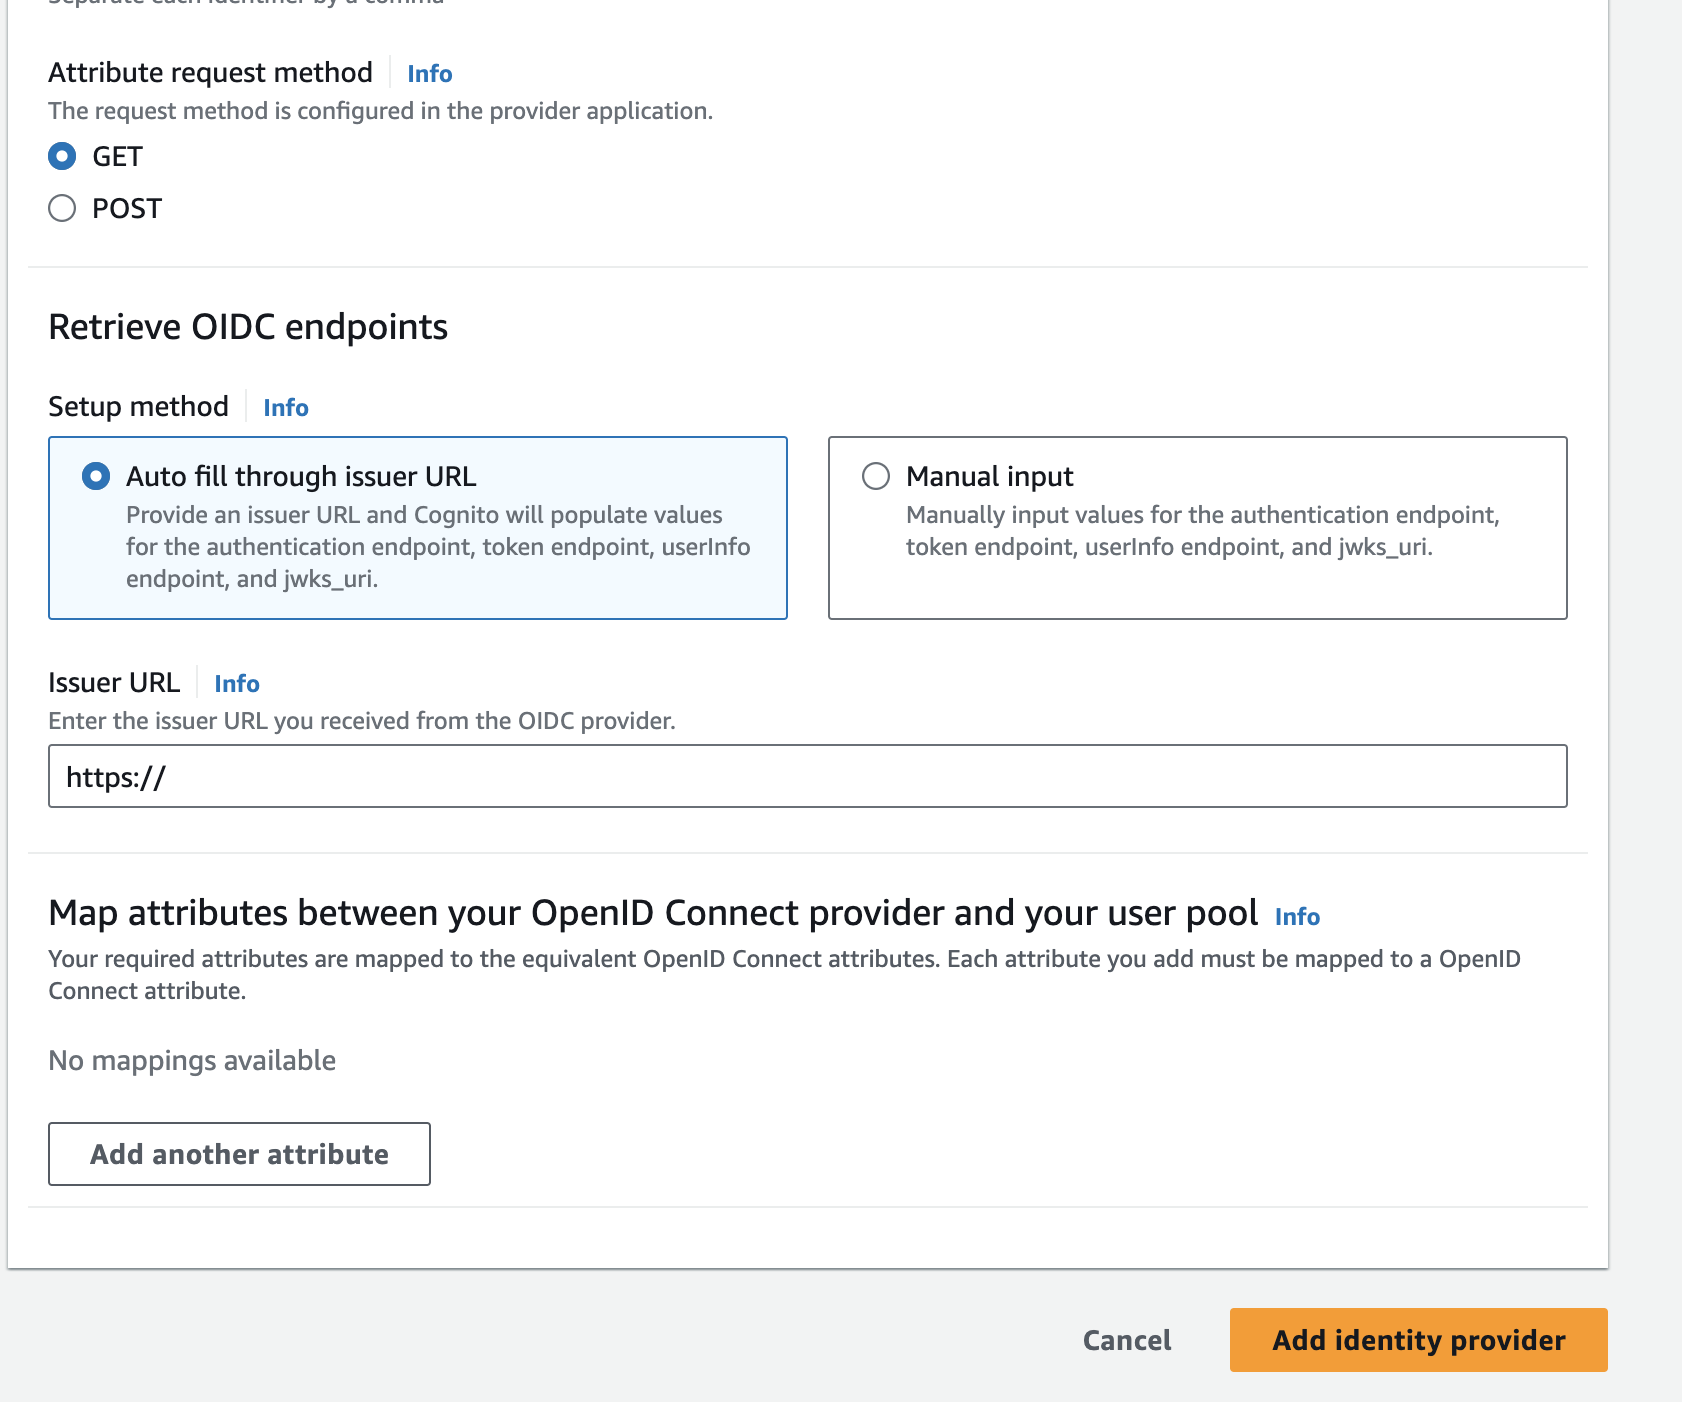 Separate each identifier by a comma
Attribute request method Info
The request method is configured in the provider application.
GET
POST
Retrieve OIDC endpoints
Setup method Info
Auto fill through issuer URL
Provide an issuer URL and Cognito will populate values
for the authentication endpoint, token endpoint, userInfo
endpoint, and jwks_uri.
Manual input
Manually input values for the authentication endpoint,
token endpoint, userInfo endpoint, and jwks_uri.
Issuer URL Info
Enter the issuer URL you received from the OIDC provider.
https://
Map attributes between your OpenID Connect provider and your user pool Info
Your required attributes are mapped to the equivalent OpenID Connect attributes. Each attribute you add must be mapped to a OpenID
Connect attribute.
No mappings available
Add another attribute
Cancel
Add identity provider